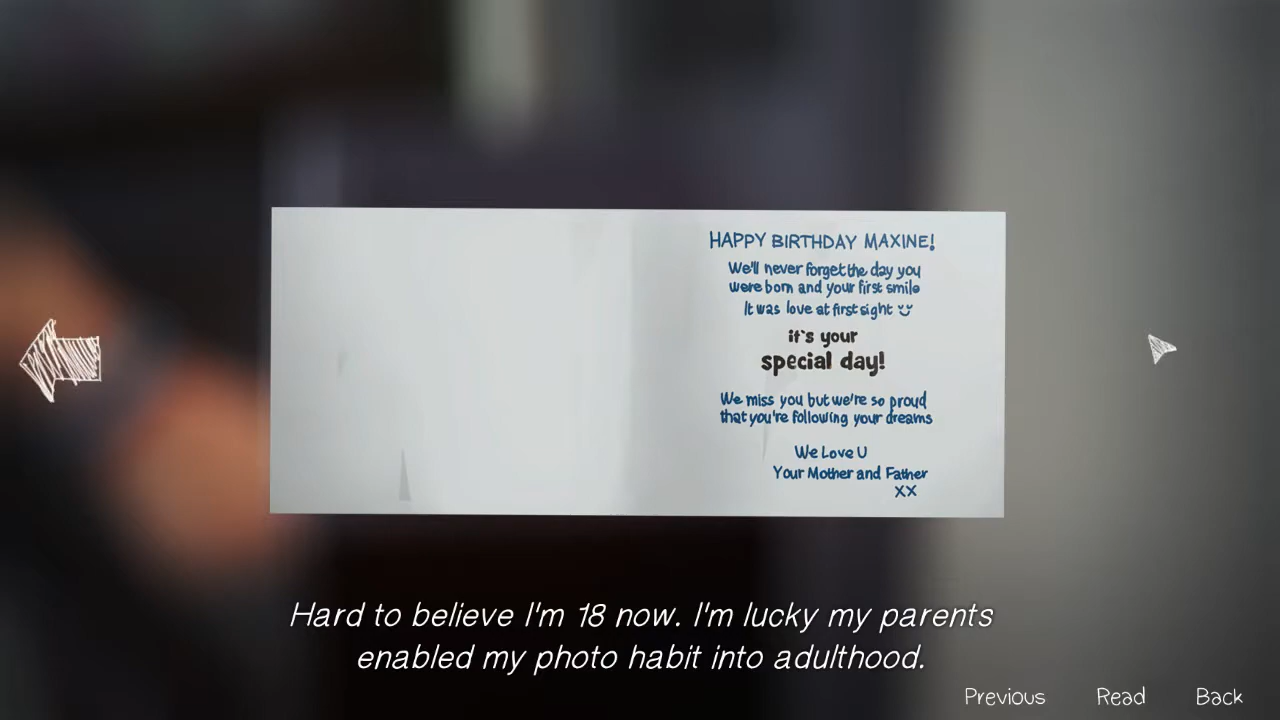 HAPPY BIRTHDAY MAXINE!
We'll never forget the day you
were born and your first smile
It was love at first sight
it's your
special day!
We miss you but we're so proud
that you're following your dreams
We Love U
Your Mother and Father
XX
Hard to believe I'm 18 now. I'm lucky my parents
enabled my photo habit into adulthood.
Previous Read Back